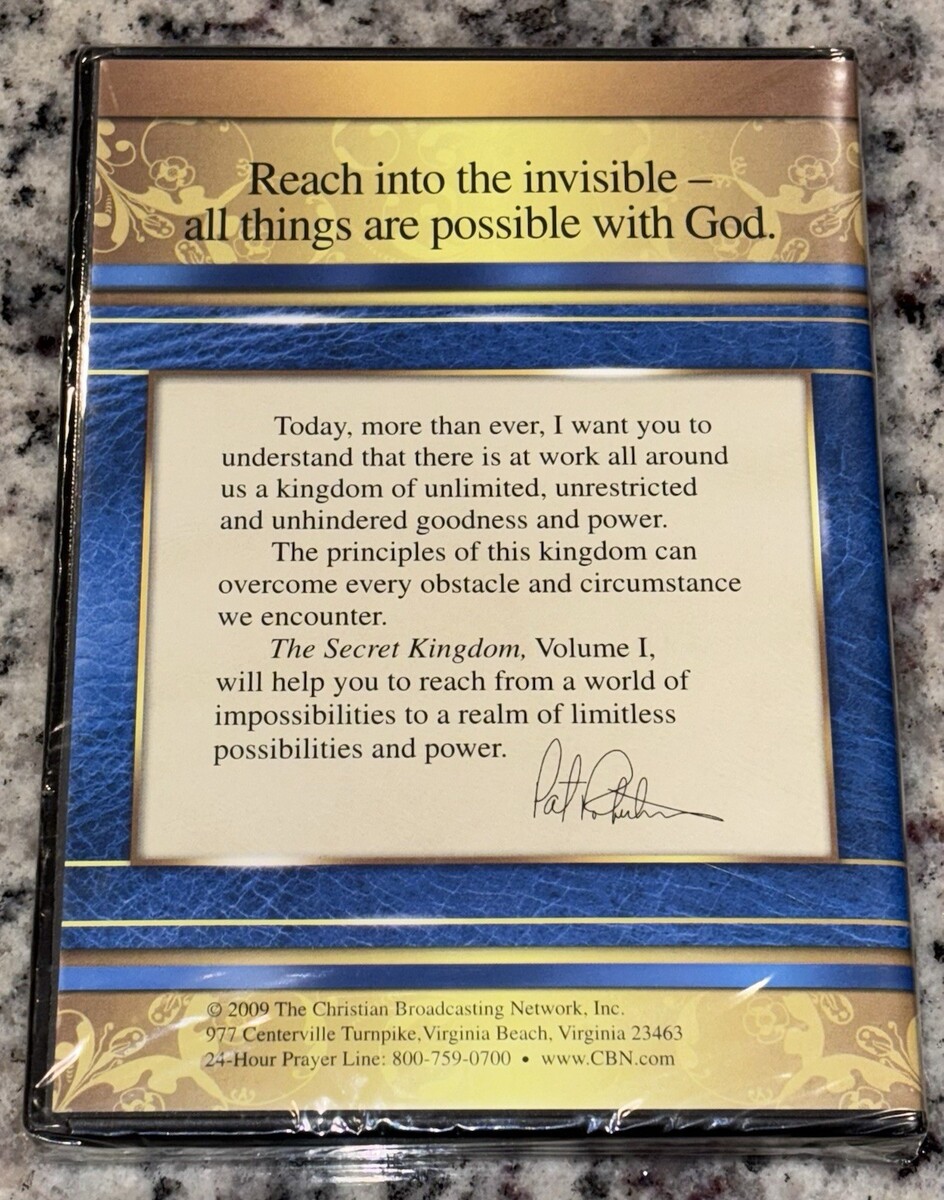 Reach into the invisible –
all things are possible with God.
Today, more than ever, I want you to
understand that there is at work all around
us a kingdom of unlimited, unrestricted
and unhindered goodness and power.
The principles of this kingdom can
overcome every obstacle and circumstance
we encounter.
The Secret Kingdom, Volume I,
will help you to reach from a world of
impossibilities to a realm of limitless
possibilities and power.
Pat Robertson
© 2009 The Christian Broadcasting Network, Inc.
977 Centerville Turnpike, Virginia Beach, Virginia 23463
24-Hour Prayer Line: 800-759-0700 • www.CBN.com